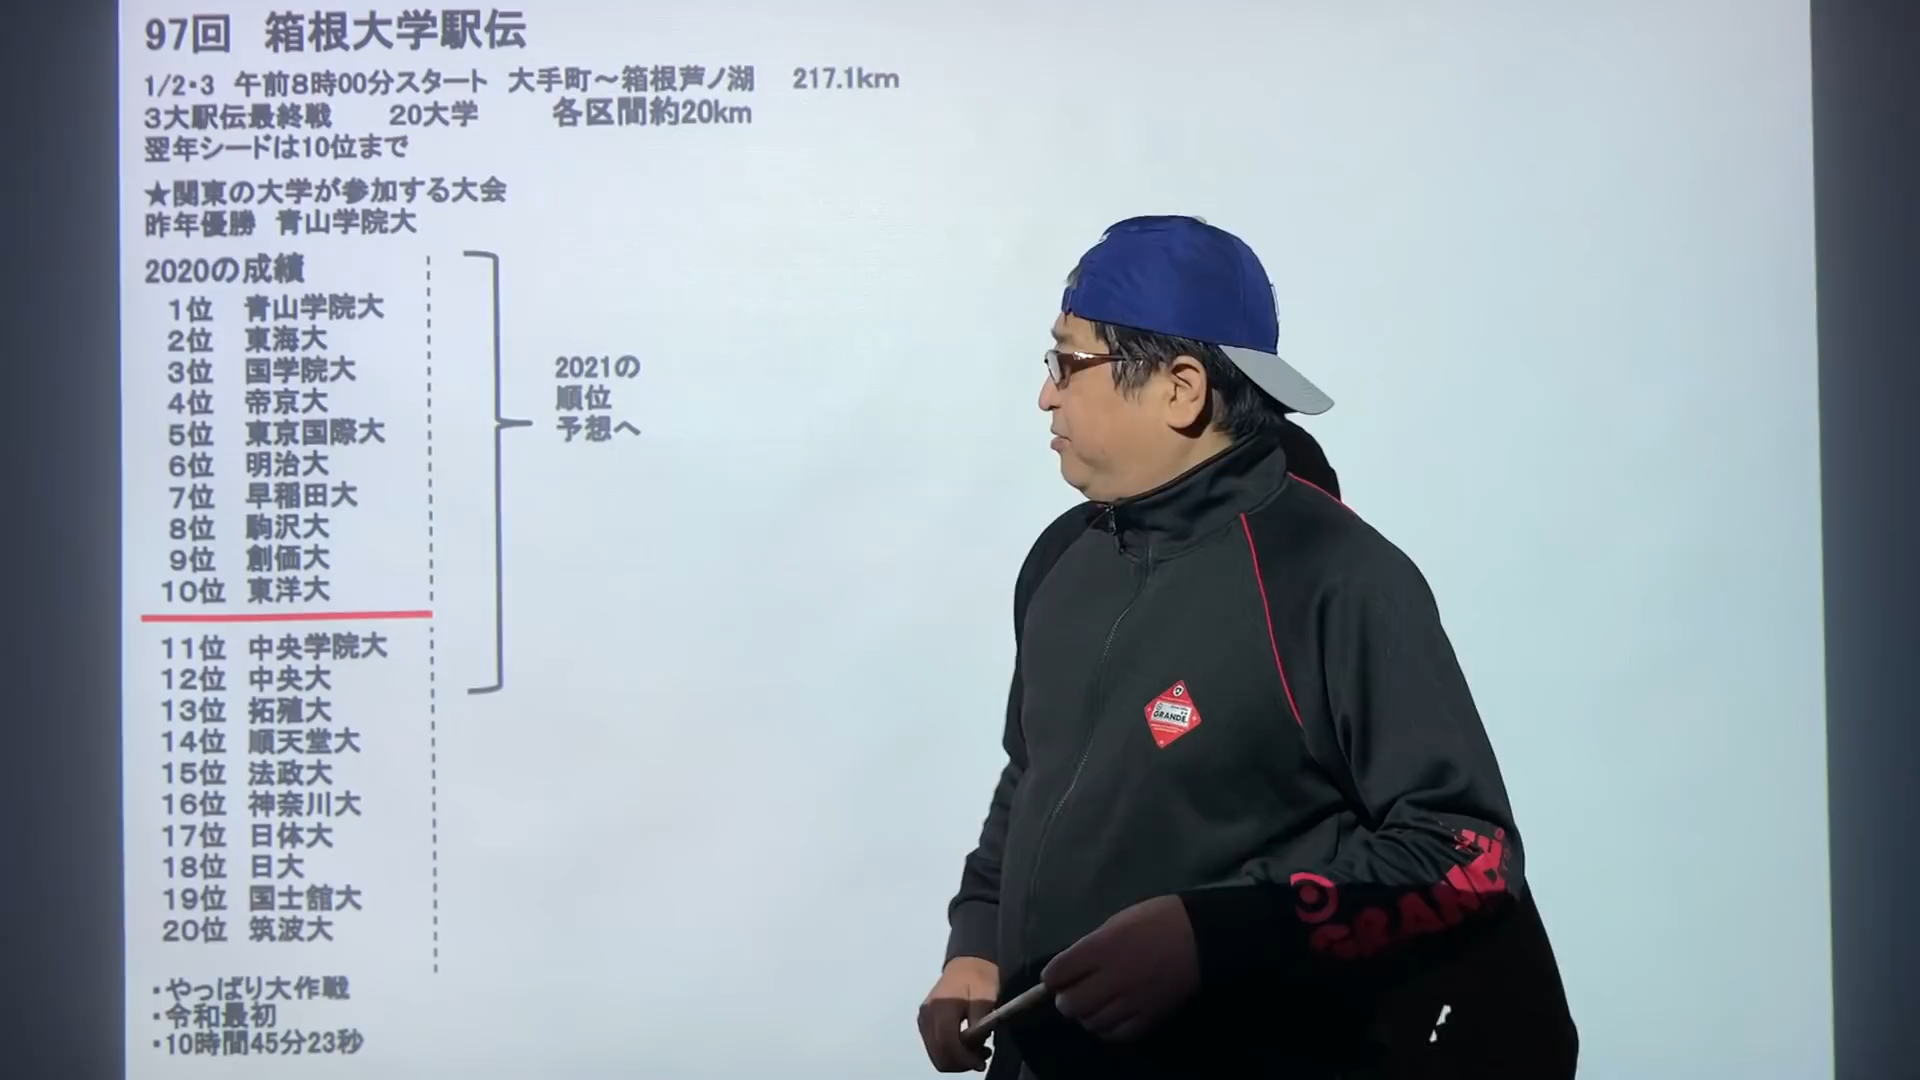 97回 箱根大学駅伝
1/2・3 午前8時00分スタート 大手町～箱根芦ノ湖 217.1km
3大駅伝最終戦 20大学 各区間約20km
翌年シードは10位まで
★関東の大学が参加する大会
昨年優勝 青山学院大
2020の成績
1位 青山学院大
2位 東海大
3位 国学院大
4位 帝京大
5位 東京国際大
6位 明治大
7位 早稲田大
8位 駒沢大
9位 創価大
10位 東洋大
11位 中央学院大
12位 中央大
13位 拓殖大
14位 順天堂大
15位 法政大
16位 神奈川大
17位 日体大
18位 日大
19位 国士舘大
20位 筑波大
・やっぱり大作戦
・令和最初
・10時間45分23秒
2021の
順位
予想へ
GRANDE
GRAN